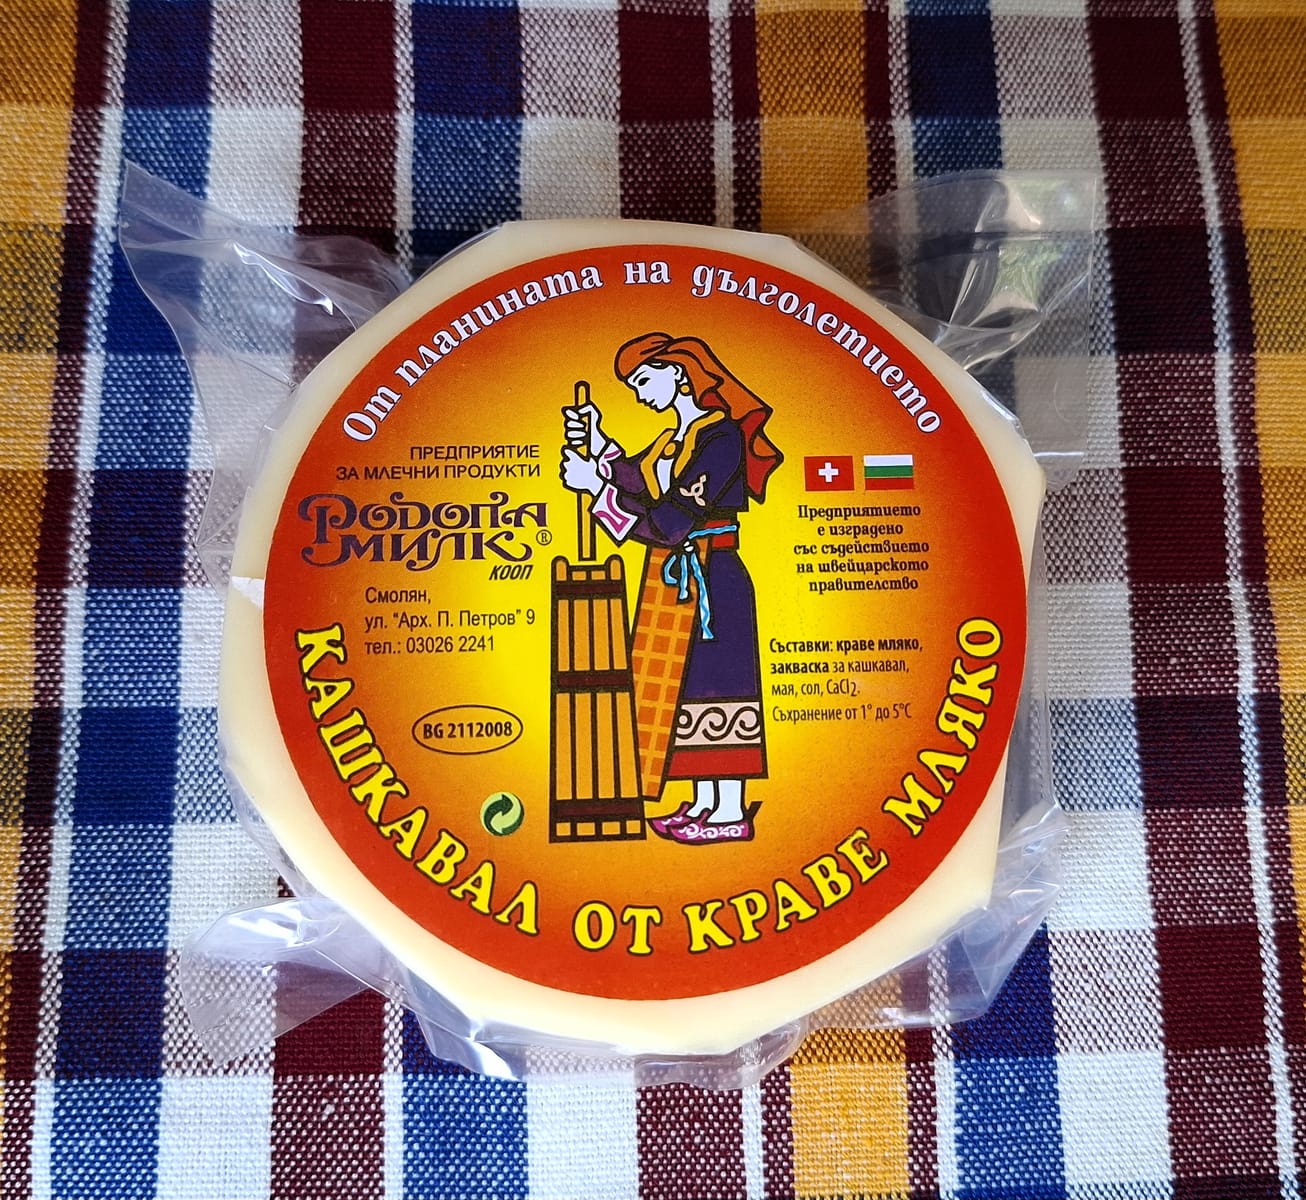 От планината на дълголетието
ПРЕДПРИЯТИЕ
ЗА МЛЕЧНИ ПРОДУКТИ
РОДОПА
МИЛК ®
КООП
Смолян,
ул. “Арх. П. Петров” 9
тел.: 03026 2241
BG 2112008
Предприятието
е изградено
със съдействието
на швейцарското
правителство
Съставки: краве мляко,
закваска за кашкавал,
мая, сол, CaCl₂.
Съхранение от 1° до 5°C
КАШКАВАЛ ОТ КРАВЕ МЛЯКО